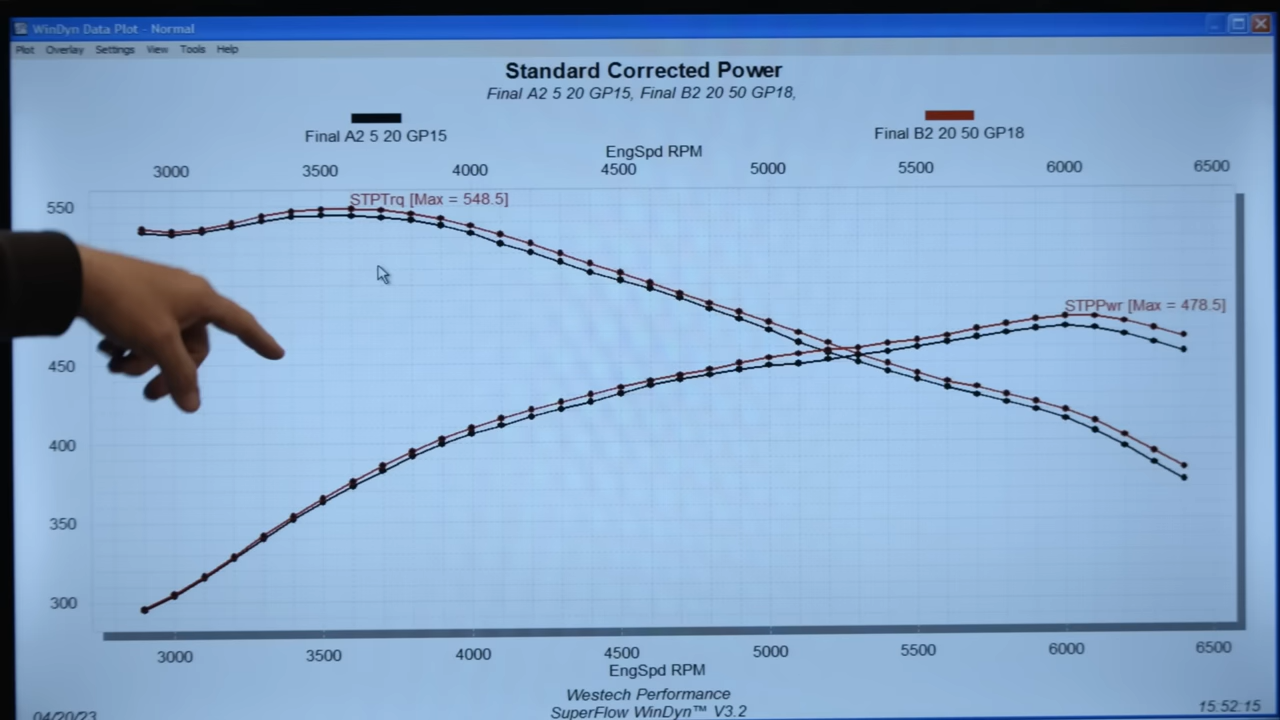 WinDyn Data Plot - Normal
Plot Overlay Settings View Tools Help
Standard Corrected Power
Final A2 5 20 GP15, Final B2 20 50 GP18,
Final A2 5 20 GP15
Final B2 20 50 GP18
EngSpd RPM
3000 3500 4000 4500 5000 5500 6000 6500
550
STPTrq [Max = 548.5]
STPPwr [Max = 478.5]
450
400
350
300
3000 3500 4000 4500 5000 5500 6000 6500
EngSpd RPM
Westech Performance
SuperFlow WinDyn™ V3.2
04/20/23
15:52:15